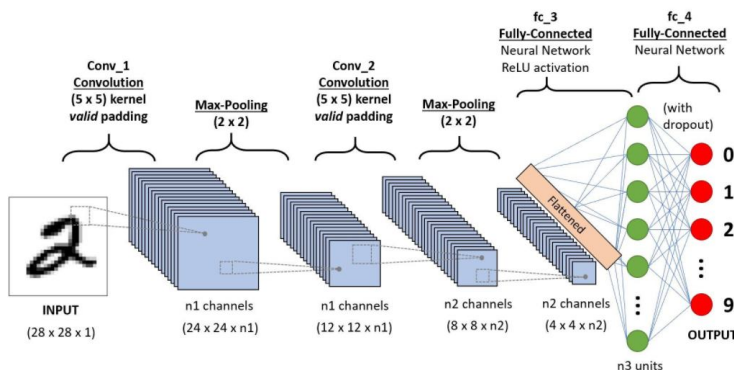 fc_3
Fully-Connected
Neural Network
ReLU activation
fc_4
Fully-Connected
Neural Network
Conv_1
Convolution
(5 x 5) kernel
valid padding
Max-Pooling
(2 x 2)
Conv_2
Convolution
(5 x 5) kernel
valid padding
Max-Pooling
(2 x 2)
(with
dropout)
Flattened
0
1
2
9
2
INPUT
(28 x 28 x 1)
n1 channels
(24 x 24 x n1)
n1 channels
(12 x 12 x n1)
n2 channels
(8 x 8 x n2)
n2 channels
(4 x 4 x n2)
n3 units
OUTPUT